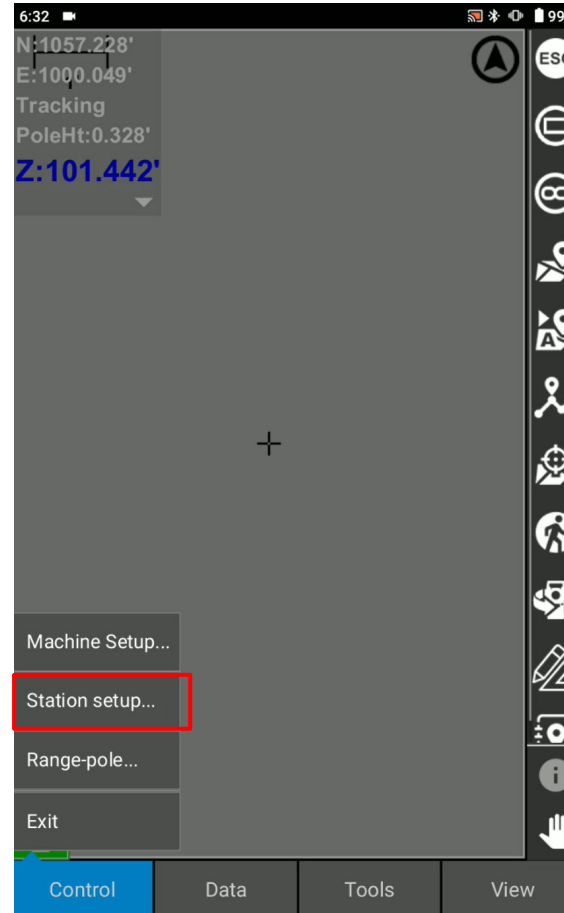 6:32
99
N:1057.228'
E:1000.049'
Tracking
PoleHt:0.328'
Z:101.442'
ESC
A
Machine Setup...
Station setup...
Range-pole...
Exit
i
Control
Data
Tools
View